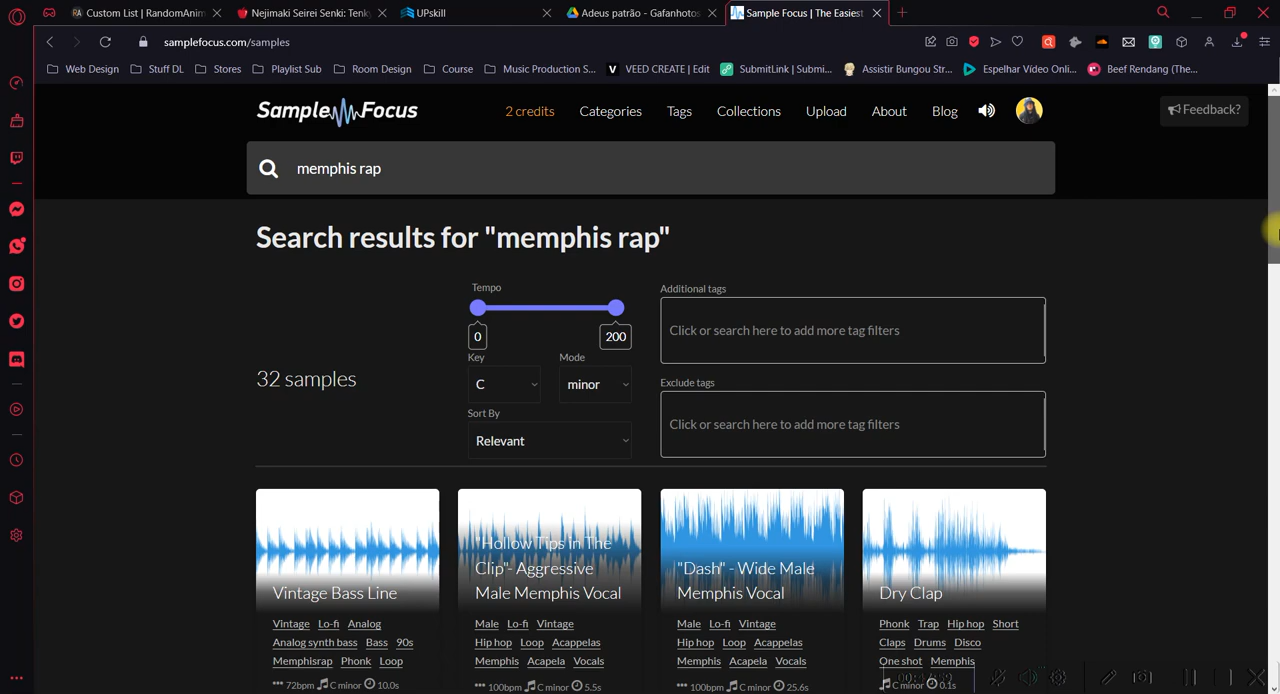 Custom List | RandomAnim
Nejimaki Seirei Senki: Tenk
UPskill
Adeus patrão - Gafanhotos
Sample Focus | The Easiest
samplefocus.com/samples
Web Design
Stuff DL
Stores
Playlist Sub
Room Design
Course
Music Production S...
VEED CREATE | Edit
SubmitLink | Submi...
Assistir Bungou Str...
Espelhar Vídeo Onl...
Beef Rendang (The...
Sample Focus
2 credits
Categories
Tags
Collections
Upload
About
Blog
Feedback?
memphis rap
Search results for "memphis rap"
32 samples
Tempo
0
200
Key
Mode
C
minor
Sort By
Relevant
Additional tags
Click or search here to add more tag filters
Exclude tags
Click or search here to add more tag filters
Vintage Bass Line
Vintage Lo-fi Analog
Analog synth bass Bass 90s
Memphisrap Phonk Loop
72bpm C minor 10.0s
"Hollow Tips in The
Clip"- Aggressive
Male Memphis Vocal
Male Lo-fi Vintage
Hip hop Loop Acappelas
Memphis Acapela Vocals
100bpm C minor 5.5s
"Dash" - Wide Male
Memphis Vocal
Male Lo-fi Vintage
Hip hop Loop Acappelas
Memphis Acapela Vocals
100bpm C minor 25.6s
Dry Clap
Phonk Trap Hip hop Short
Claps Drums Disco
One shot Memphis
C minor 0.1s